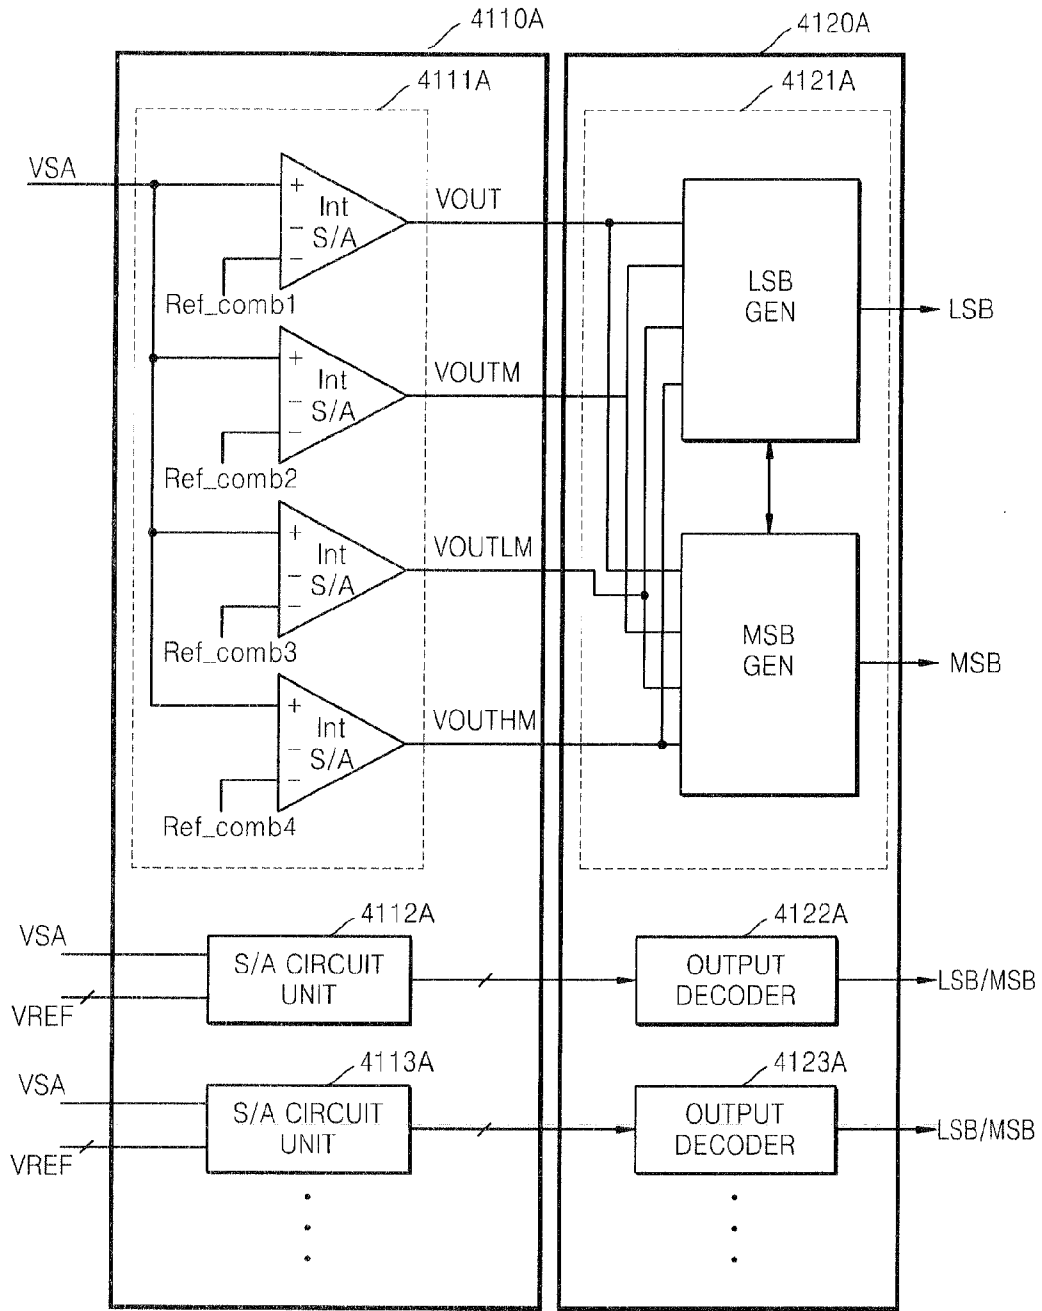 4110A
4120A
4111A
4121A
VSA
+
Int
S/A
−
−
VOUT
Ref_comb1
LSB
GEN
LSB
+
Int
S/A
−
−
VOUTM
Ref_comb2
+
Int
S/A
−
−
VOUTLM
Ref_comb3
MSB
GEN
MSB
+
Int
S/A
−
−
VOUTHM
Ref_comb4
4112A
4122A
VSA
S/A CIRCUIT
UNIT
OUTPUT
DECODER
LSB/MSB
VREF
4113A
4123A
VSA
S/A CIRCUIT
UNIT
OUTPUT
DECODER
LSB/MSB
VREF